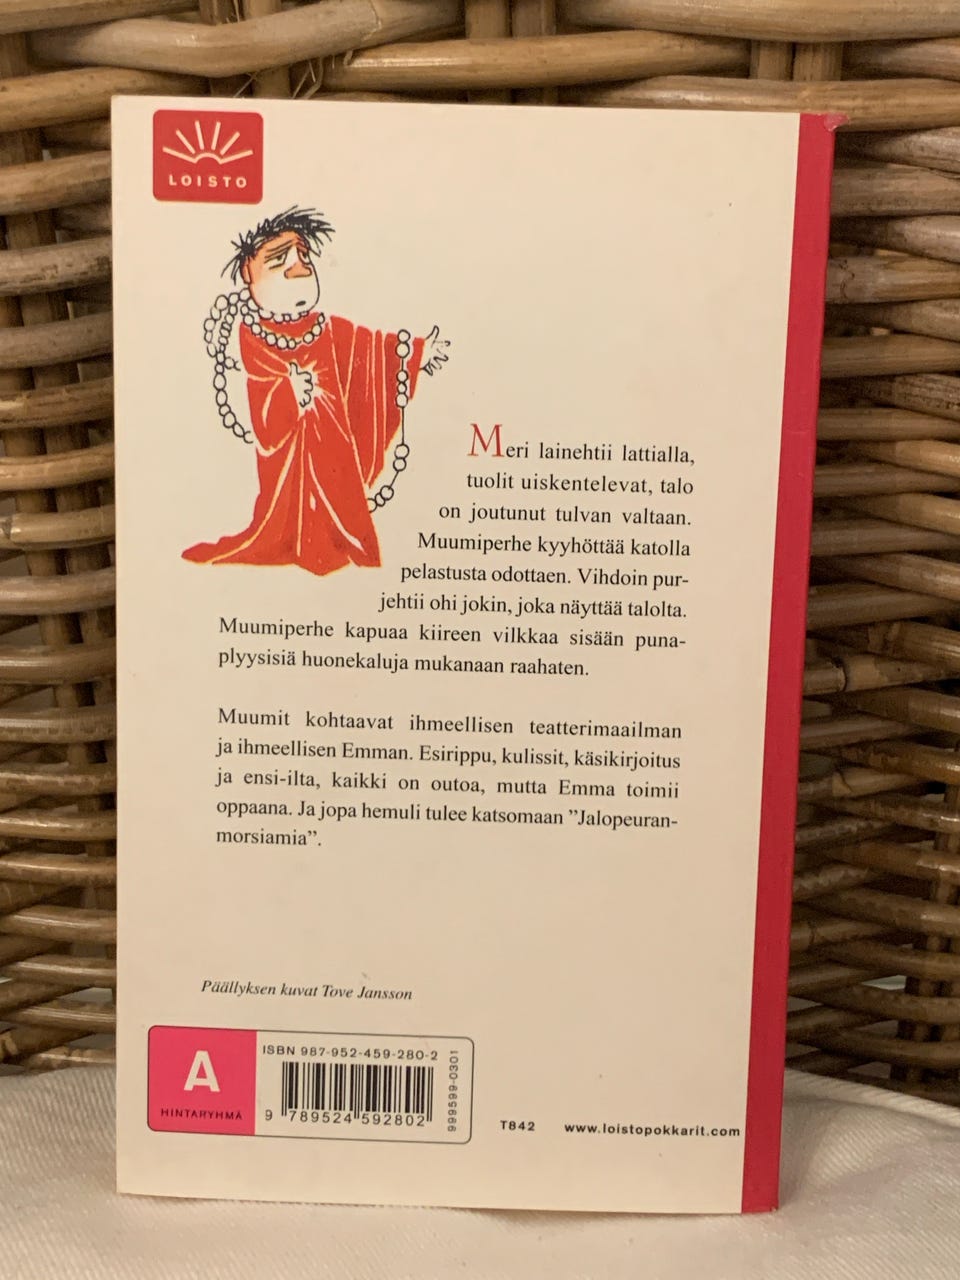 LOISTO
Meri lainehtii lattialla,
tuolit uiskentelevat, talo
on joutunut tulvan valtaan.
Muumiperhe kyyhöttää katolla
pelastusta odottaen. Vihdoin pur-
jehtii ohi jokin, joka näyttää talolta.
Muumiperhe kapuaa kiireen vilkkaa sisään puna-
plyysisiä huonekaluja mukanaan raahaten.
Muumit kohtaavat ihmeellisen teatterimaailman
ja ihmeellisen Emman. Esirippu, kulissit, käsikirjoitus
ja ensi-ilta, kaikki on outoa, mutta Emma toimii
oppaana. Ja jopa hemuli tulee katsomaan ”Jalopeuran-
morsiamia”.
Päällyksen kuvat Tove Jansson
A
HINTARYHMÄ
ISBN 987-952-459-280-2
9 789524 592802
999599-0301
T842
www.loistopokkarit.com